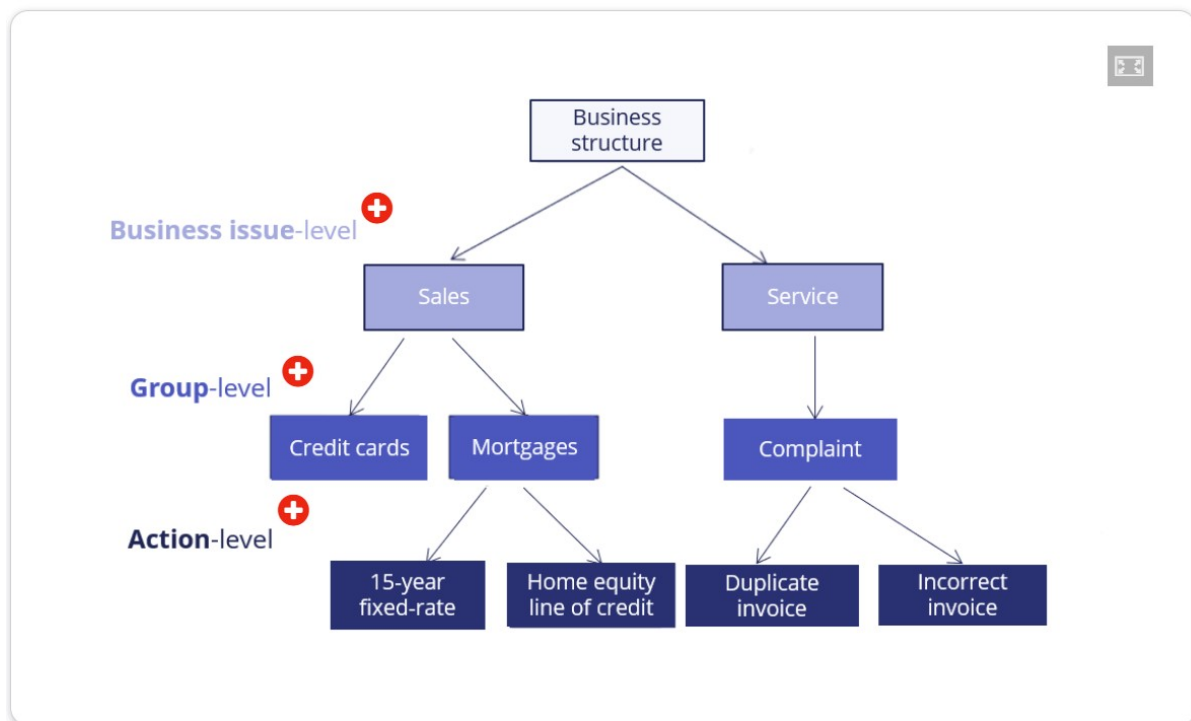 Business
structure
Business issue-level
Sales
Service
Group-level
Credit cards
Mortgages
Complaint
Action-level
15-year
fixed-rate
Home equity
line of credit
Duplicate
invoice
Incorrect
invoice